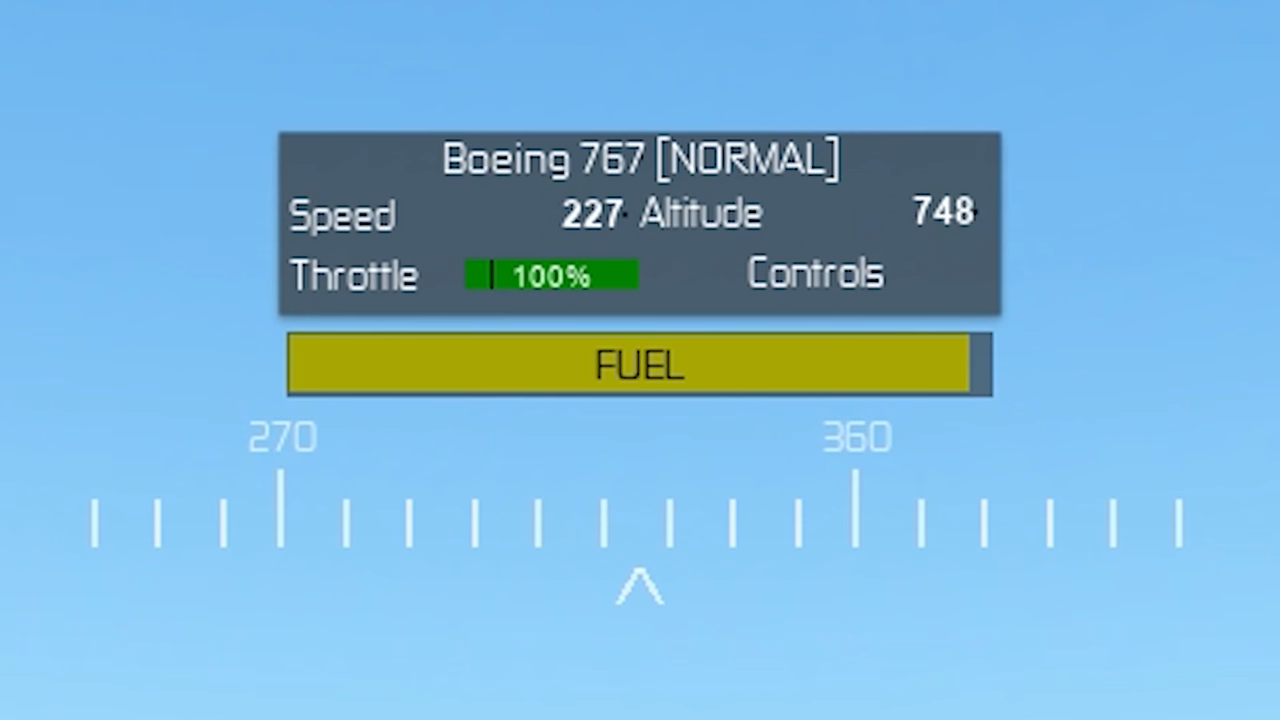 Boeing 767 [NORMAL]
Speed 227 Altitude 748
Throttle 100% Controls
FUEL
270 360